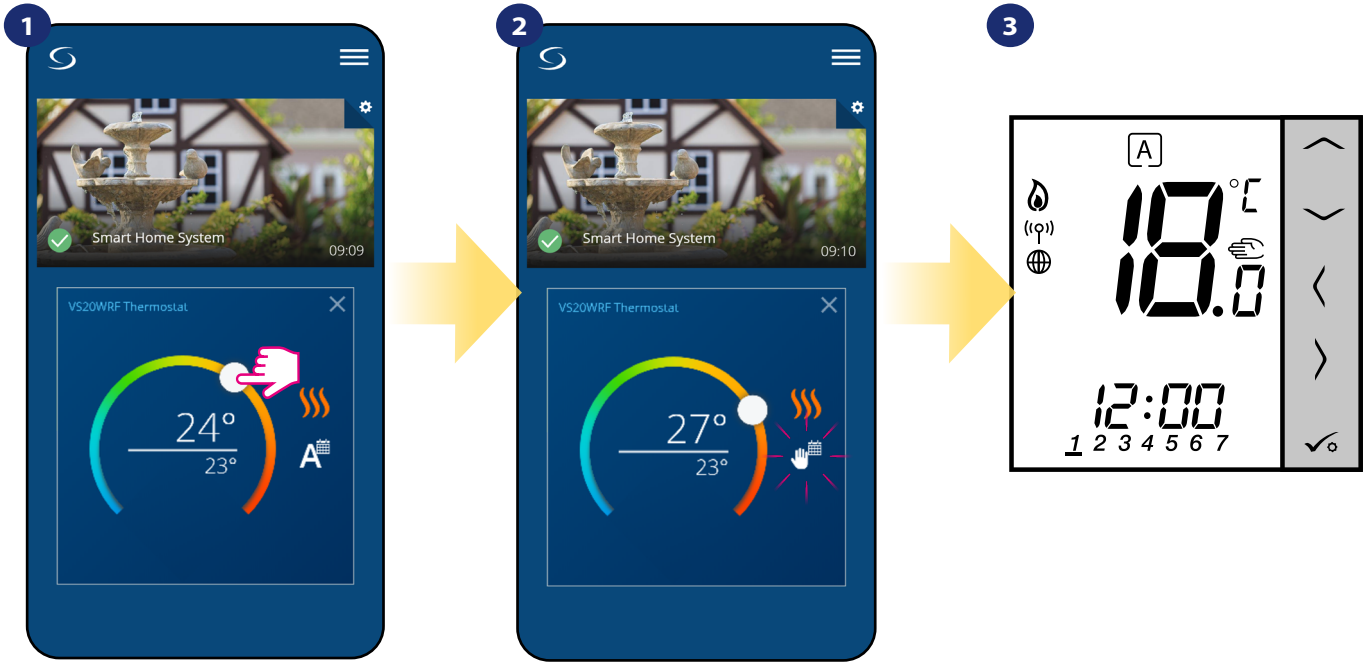 1
Smart Home System
09:09
VS20WRF Thermostat
24°
23°
A
2
Smart Home System
09:10
VS20WRF Thermostat
27°
23°
3
A
18.0 °C
12:00
1 2 3 4 5 6 7